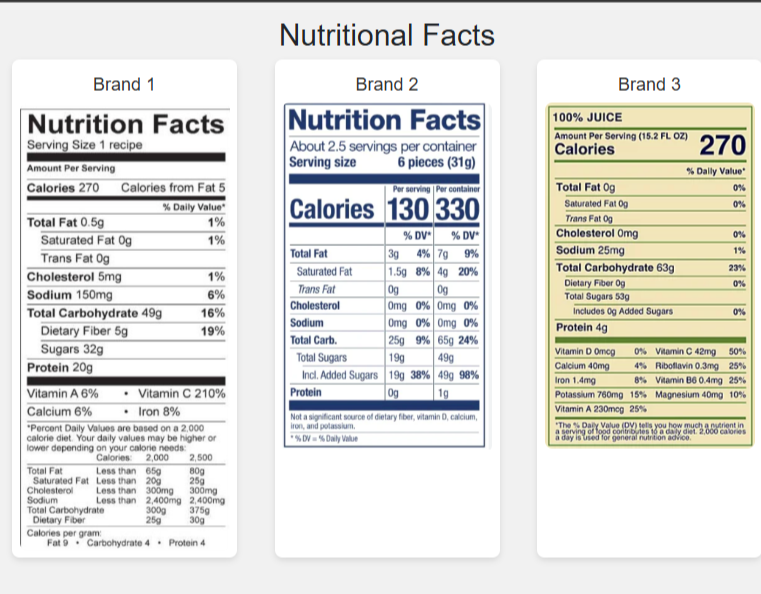 Nutritional Facts
Brand 1
Nutrition Facts
Serving Size 1 recipe
Amount Per Serving
Calories 270 Calories from Fat 5
% Daily Value*
Total Fat 0.5g 1%
Saturated Fat 0g 1%
Trans Fat 0g
Cholesterol 5mg 1%
Sodium 150mg 6%
Total Carbohydrate 49g 16%
Dietary Fiber 5g 19%
Sugars 32g
Protein 20g
Vitamin A 6% • Vitamin C 210%
Calcium 6% • Iron 8%
*Percent Daily Values are based on a 2,000
calorie diet. Your daily values may be higher or
lower depending on your calorie needs:
Calories: 2,000 2,500
Total Fat Less than 65g 80g
Saturated Fat Less than 20g 25g
Cholesterol Less than 300mg 300mg
Sodium Less than 2,400mg 2,400mg
Total Carbohydrate 300g 375g
Dietary Fiber 25g 30g
Calories per gram:
Fat 9 • Carbohydrate 4 • Protein 4
Brand 2
Nutrition Facts
About 2.5 servings per container
Serving size 6 pieces (31g)
Per serving Per container
Calories 130 330
% DV* % DV*
Total Fat 3g 4% 7g 9%
Saturated Fat 1.5g 8% 4g 20%
Trans Fat 0g 0g
Cholesterol 0mg 0% 0mg 0%
Sodium 0mg 0% 0mg 0%
Total Carb. 25g 9% 65g 24%
Total Sugars 19g 49g
Incl. Added Sugars 19g 38% 49g 98%
Protein 0g 1g
Not a significant source of dietary fiber, vitamin D, calcium,
iron, and potassium.
*% DV = % Daily Value
Brand 3
100% JUICE
Amount Per Serving (15.2 FL OZ)
Calories 270
% Daily Value*
Total Fat 0g 0%
Saturated Fat 0g 0%
Trans Fat 0g
Cholesterol 0mg 0%
Sodium 25mg 1%
Total Carbohydrate 63g 23%
Dietary Fiber 0g 0%
Total Sugars 53g
Includes 0g Added Sugars 0%
Protein 4g
Vitamin D 0mcg 0% Vitamin C 42mg 50%
Calcium 40mg 4% Riboflavin 0.3mg 25%
Iron 1.4mg 8% Vitamin B6 0.4mg 25%
Potassium 760mg 15% Magnesium 40mg 10%
Vitamin A 230mcg 25%
*The % Daily Value (DV) tells you how much a nutrient in
a serving of food contributes to a daily diet. 2,000 calories
a day is used for general nutrition advice.